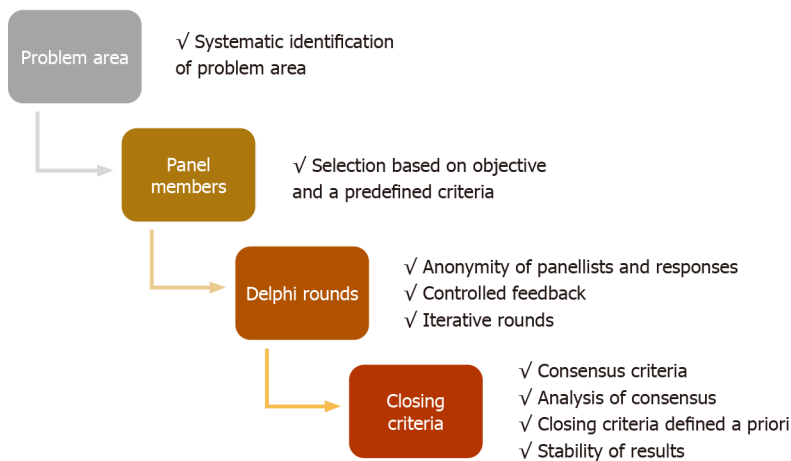 Problem area
√ Systematic identification
of problem area
Panel
members
√ Selection based on objective
and a predefined criteria
Delphi rounds
√ Anonymity of panellists and responses
√ Controlled feedback
√ Iterative rounds
Closing
criteria
√ Consensus criteria
√ Analysis of consensus
√ Closing criteria defined a priori
√ Stability of results